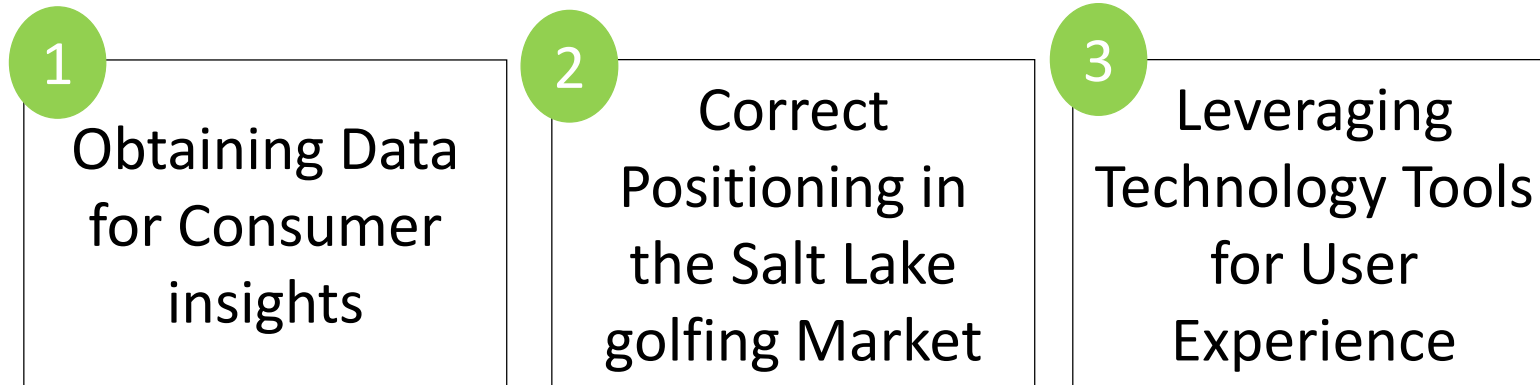 1
Obtaining Data
for Consumer
insights
2
Correct
Positioning in
the Salt Lake
golfing Market
3
Leveraging
Technology Tools
for User
Experience